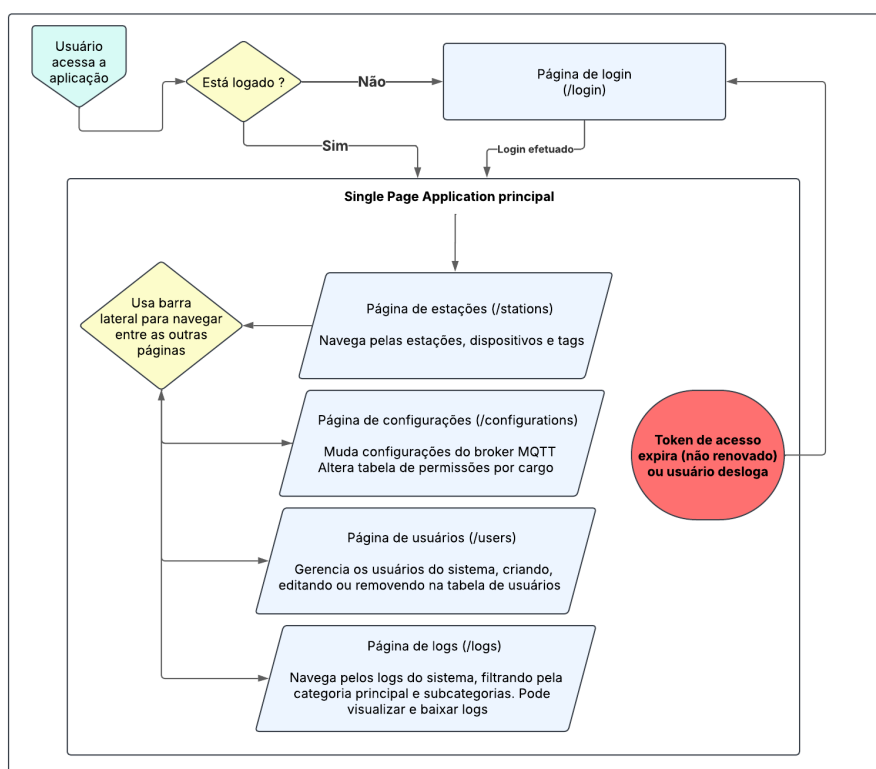 Usuário
acessa a
aplicação
Está logado ?
Não
Página de login
(/login)
Sim
Login efetuado
Single Page Application principal
Página de estações (/stations)
Navega pelas estações, dispositivos e tags
Usa barra
lateral para navegar
entre as outras
páginas
Página de configurações (/configurations)
Muda configurações do broker MQTT
Altera tabela de permissões por cargo
Token de acesso
expira (não renovado)
ou usuário desloga
Página de usuários (/users)
Gerencia os usuários do sistema, criando,
editando ou removendo na tabela de usuários
Página de logs (/logs)
Navega pelos logs do sistema, filtrando pela
categoria principal e subcategorias. Pode
visualizar e baixar logs